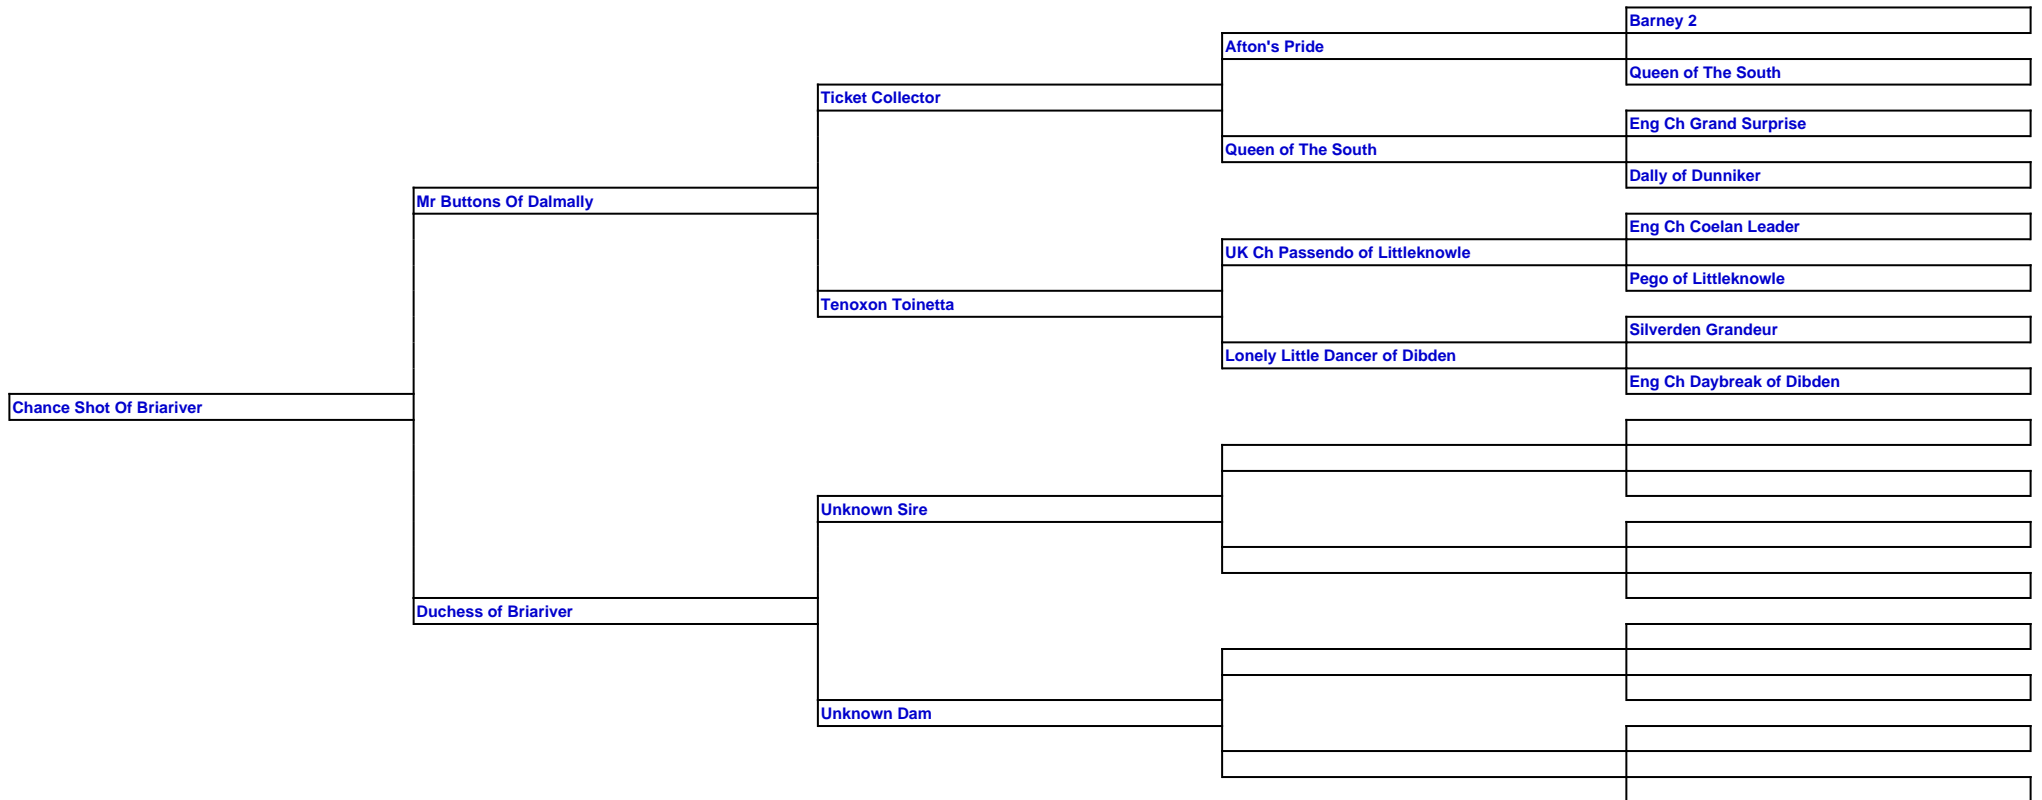 Barney 2
Afton's Pride
Queen of The South
Ticket Collector
Eng Ch Grand Surprise
Queen of The South
Dally of Dunniker
Mr Buttons Of Dalmally
Eng Ch Coelan Leader
UK Ch Passendo of Littleknowle
Pego of Littleknowle
Tenoxon Toinetta
Silverden Grandeur
Lonely Little Dancer of Dibden
Eng Ch Daybreak of Dibden
Chance Shot Of Briariver
Unknown Sire
Duchess of Briariver
Unknown Dam